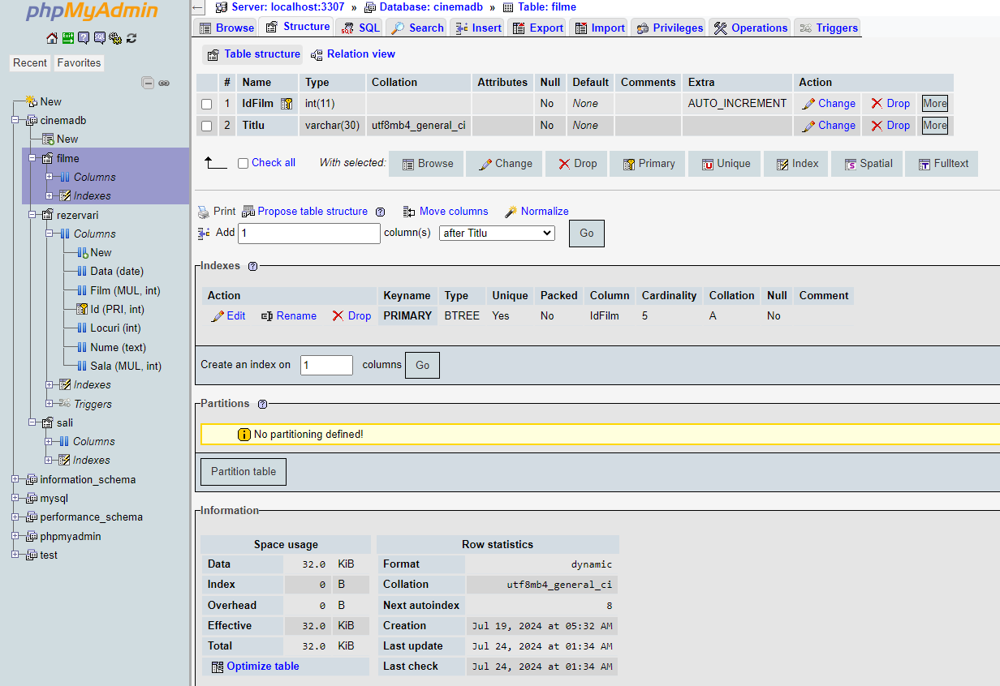 phpMyAdmin
Recent Favorites
New
cinemadb
New
filme
Columns
Indexes
rezervari
Columns
New
Data (date)
Film (MUL, int)
Id (PRI, int)
Locuri (int)
Nume (text)
Sala (MUL, int)
Indexes
Triggers
sali
Columns
Indexes
information_schema
mysql
performance_schema
phpmyadmin
test
← Server: localhost:3307 » Database: cinemadb » Table: filme
Browse Structure SQL Search Insert Export Import Privileges Operations Triggers
Table structure Relation view
# Name Type Collation Attributes Null Default Comments Extra Action
1 IdFilm int(11) No None AUTO_INCREMENT Change Drop More
2 Titlu varchar(30) utf8mb4_general_ci No None Change Drop More
Check all With selected: Browse Change Drop Primary Unique Index Spatial Fulltext
Print Propose table structure Move columns Normalize
Add 1 column(s) after Titlu Go
Indexes
Action Keyname Type Unique Packed Column Cardinality Collation Null Comment
Edit Rename Drop PRIMARY BTREE Yes No IdFilm 5 A No
Create an index on 1 columns Go
Partitions
No partitioning defined!
Partition table
Information
Space usage
Data 32.0 KiB
Index 0 B
Overhead 0 B
Effective 32.0 KiB
Total 32.0 KiB
Optimize table
Row statistics
Format dynamic
Collation utf8mb4_general_ci
Next autoindex 8
Creation Jul 19, 2024 at 05:32 AM
Last update Jul 24, 2024 at 01:34 AM
Last check Jul 24, 2024 at 01:34 AM